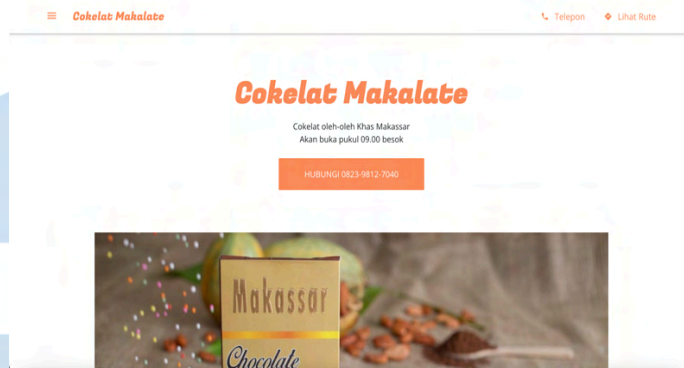 Cokelat Makalate
Telepon
Lihat Rute
Cokelat Makalate
Cokelat oleh-oleh Khas Makassar
Akan buka pukul 09.00 besok
HUBUNGI 0823-9812-7040
Makassar
Chocolate